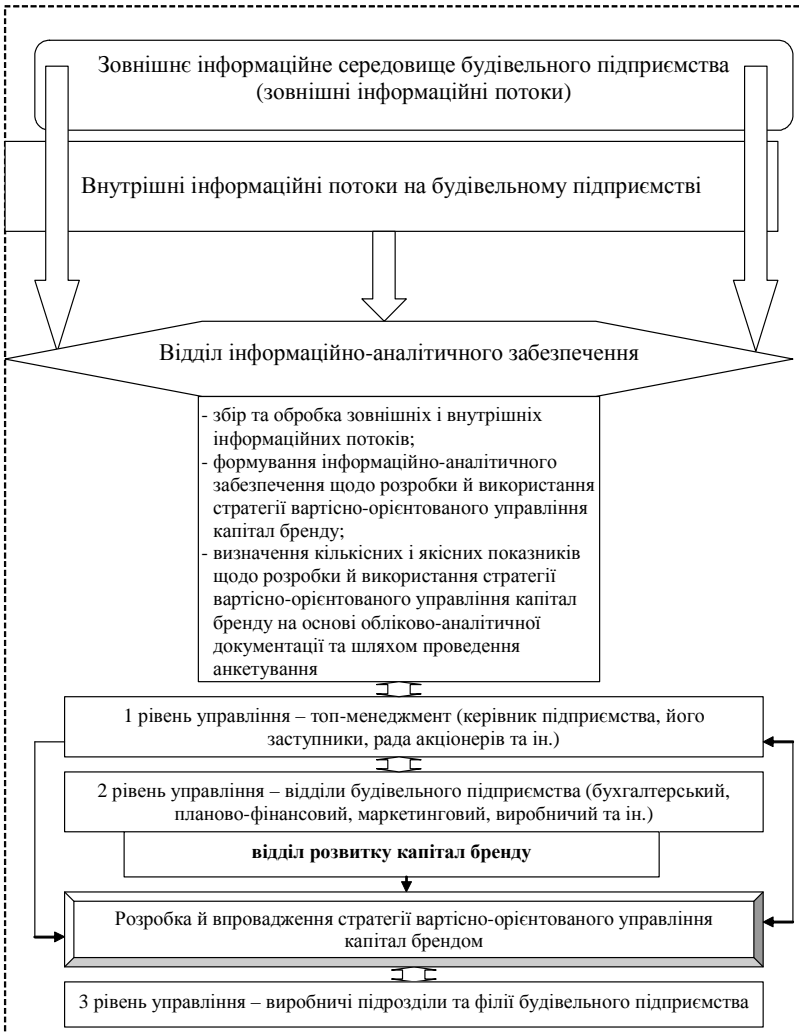 Зовнішнє інформаційне середовище будівельного підприємства
(зовнішні інформаційні потоки)
Внутрішні інформаційні потоки на будівельному підприємстві
Відділ інформаційно-аналітичного забезпечення
- збір та обробка зовнішніх і внутрішніх
інформаційних потоків;
- формування інформаційно-аналітичного
забезпечення щодо розробки й використання
стратегії вартісно-орієнтованого управління
капітал бренду;
- визначення кількісних і якісних показників
щодо розробки й використання стратегії
вартісно-орієнтованого управління капітал
бренду на основі обліково-аналітичної
документації та шляхом проведення
анкетування
1 рівень управління – топ-менеджмент (керівник підприємства, його
заступники, рада акціонерів та ін.)
2 рівень управління – відділи будівельного підприємства (бухгалтерський,
планово-фінансовий, маркетинговий, виробничий та ін.)
відділ розвитку капітал бренду
Розробка й впровадження стратегії вартісно-орієнтованого управління
капітал брендом
3 рівень управління – виробничі підрозділи та філії будівельного підприємства